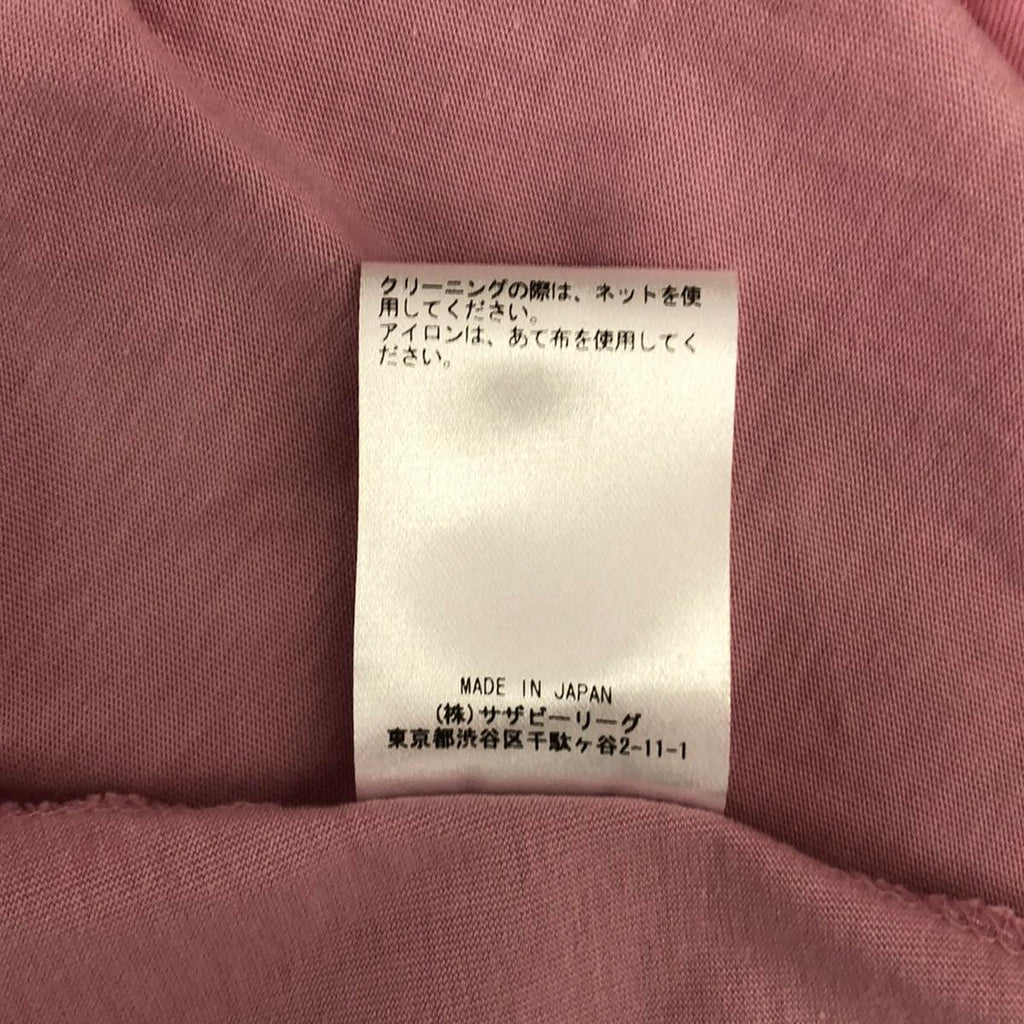 クリーニングの際は、ネットを使
用してください。
アイロンは、あて布を使用してく
ださい。
MADE IN JAPAN
(株)サザビーリーグ
東京都渋谷区千駄ヶ谷2-11-1